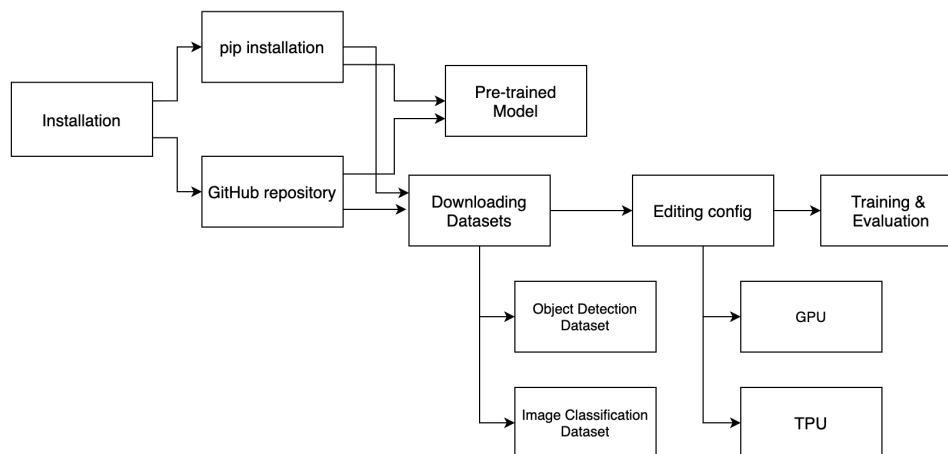 pip installation
Installation
Pre-trained
Model
GitHub repository
Downloading
Datasets
Editing config
Training &
Evaluation
Object Detection
Dataset
GPU
Image Classification
Dataset
TPU